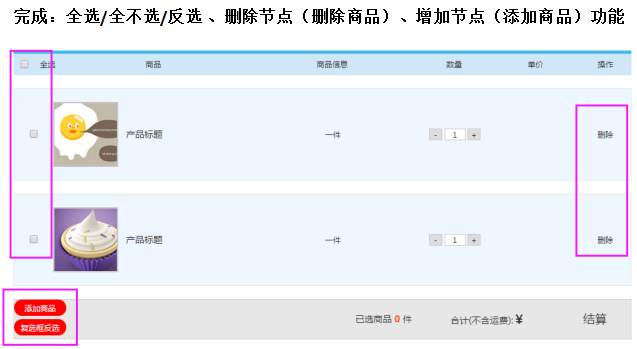 完成：全选/全不选/反选 、删除节点（删除商品）、增加节点（添加商品）功能
全选 商品 商品信息 数量 单价 操作
产品标题 一件 - 1 + 删除
产品标题 一件 - 1 + 删除
添加商品
复选框反选
已选商品 0 件 合计(不含运费): ¥ 结算